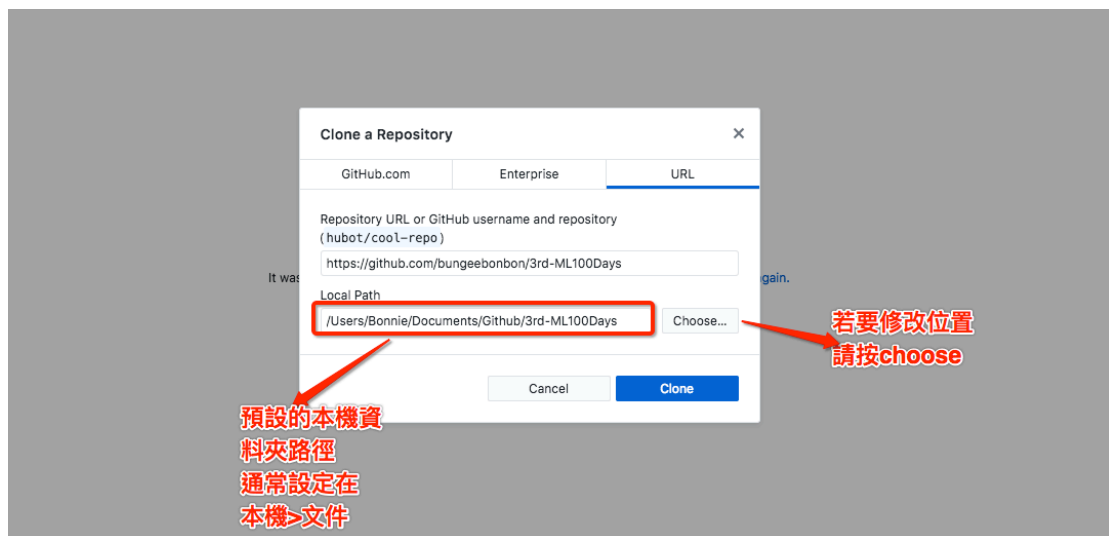 Clone a Repository
GitHub.com Enterprise URL
Repository URL or GitHub username and repository
(hubot/cool-repo)
https://github.com/bungeebonbon/3rd-ML100Days
It was
gain.
Local Path
/Users/Bonnie/Documents/Github/3rd-ML100Days
Choose...
若要修改位置
請按choose
Cancel Clone
預設的本機資
料夾路徑
通常設定在
本機>文件